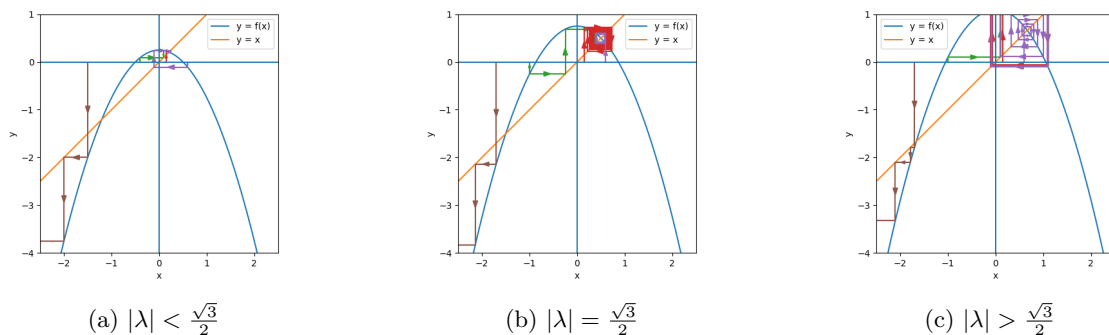 y = f(x)
y = x
1
0
−1
−2
−3
−4
y
−2
−1
0
1
2
x
(a) |λ| < √3/2
y = f(x)
y = x
1
0
−1
−2
−3
−4
y
−2
−1
0
1
2
x
(b) |λ| = √3/2
y = f(x)
y = x
1
0
−1
−2
−3
−4
y
−2
−1
0
1
2
x
(c) |λ| > √3/2